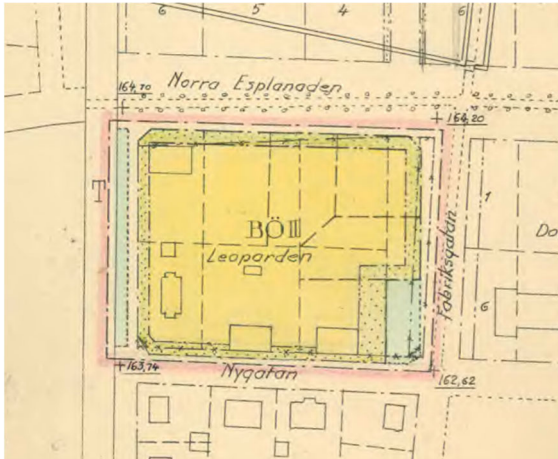 6 5 4 6
164,70
Norra Esplanaden
164,20
T
BÖ III
Leoparden
Fabriksgatan
1
Do
6
163,74
Nygatan
162,62